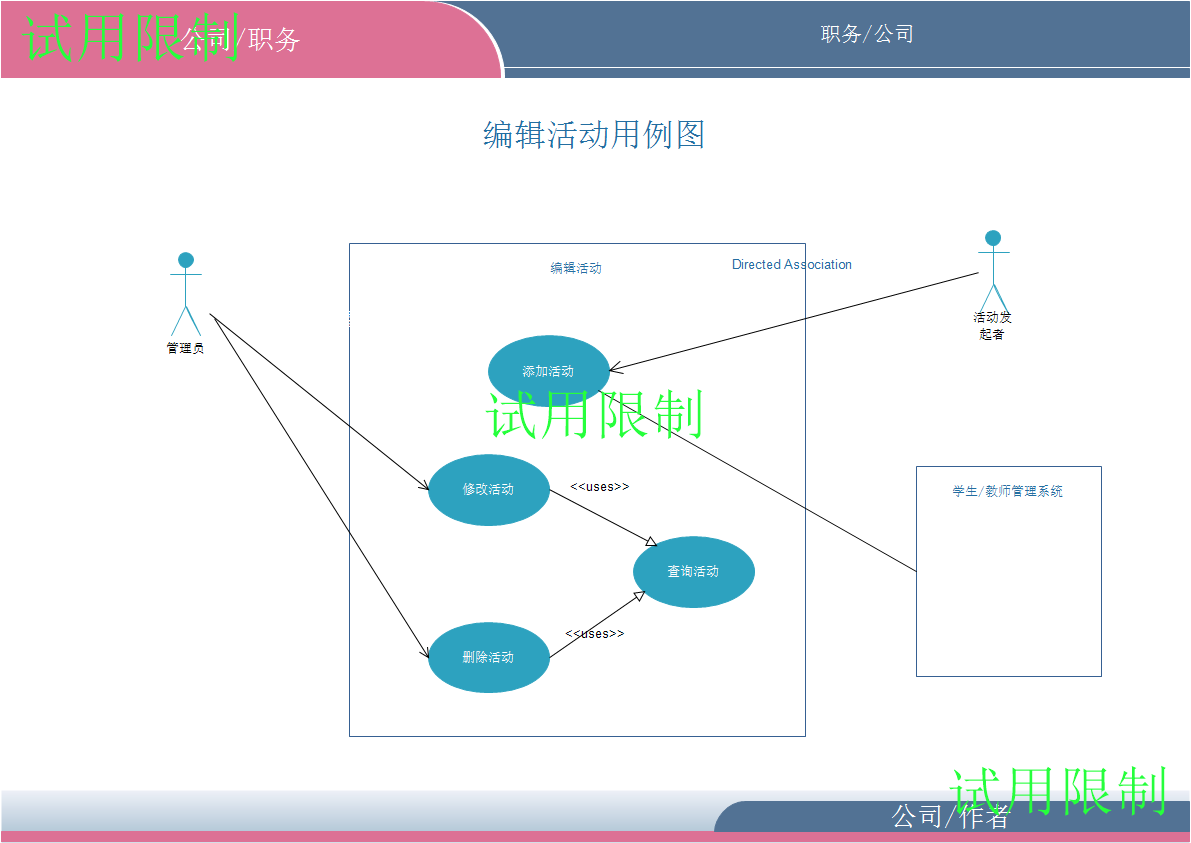 试用限制
公司/职务
职务/公司
编辑活动用例图
编辑活动
Directed Association
管理员
活动发
起者
添加活动
试用限制
修改活动
<<uses>>
学生/教师管理系统
查询活动
<<uses>>
删除活动
试用限制
公司/作者